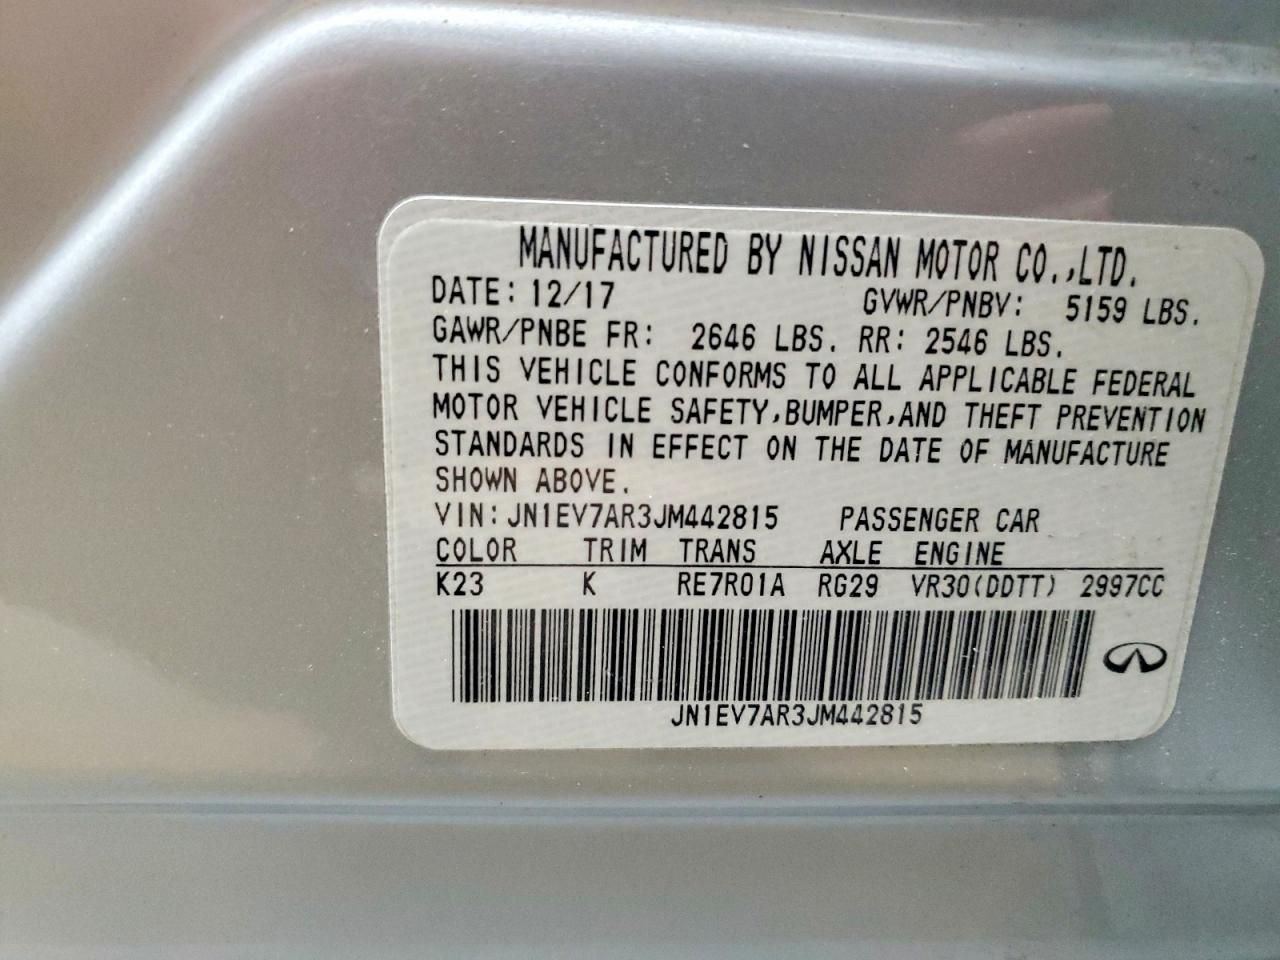 MANUFACTURED BY NISSAN MOTOR CO.,LTD.
DATE: 12/17 GVWR/PNBV: 5159 LBS.
GAWR/PNBE FR: 2646 LBS. RR: 2546 LBS.
THIS VEHICLE CONFORMS TO ALL APPLICABLE FEDERAL
MOTOR VEHICLE SAFETY,BUMPER,AND THEFT PREVENTION
STANDARDS IN EFFECT ON THE DATE OF MANUFACTURE
SHOWN ABOVE.
VIN: JN1EV7AR3JM442815 PASSENGER CAR
COLOR TRIM TRANS AXLE ENGINE
K23 K RE7R01A RG29 VR30(DDTT) 2997CC
JN1EV7AR3JM442815